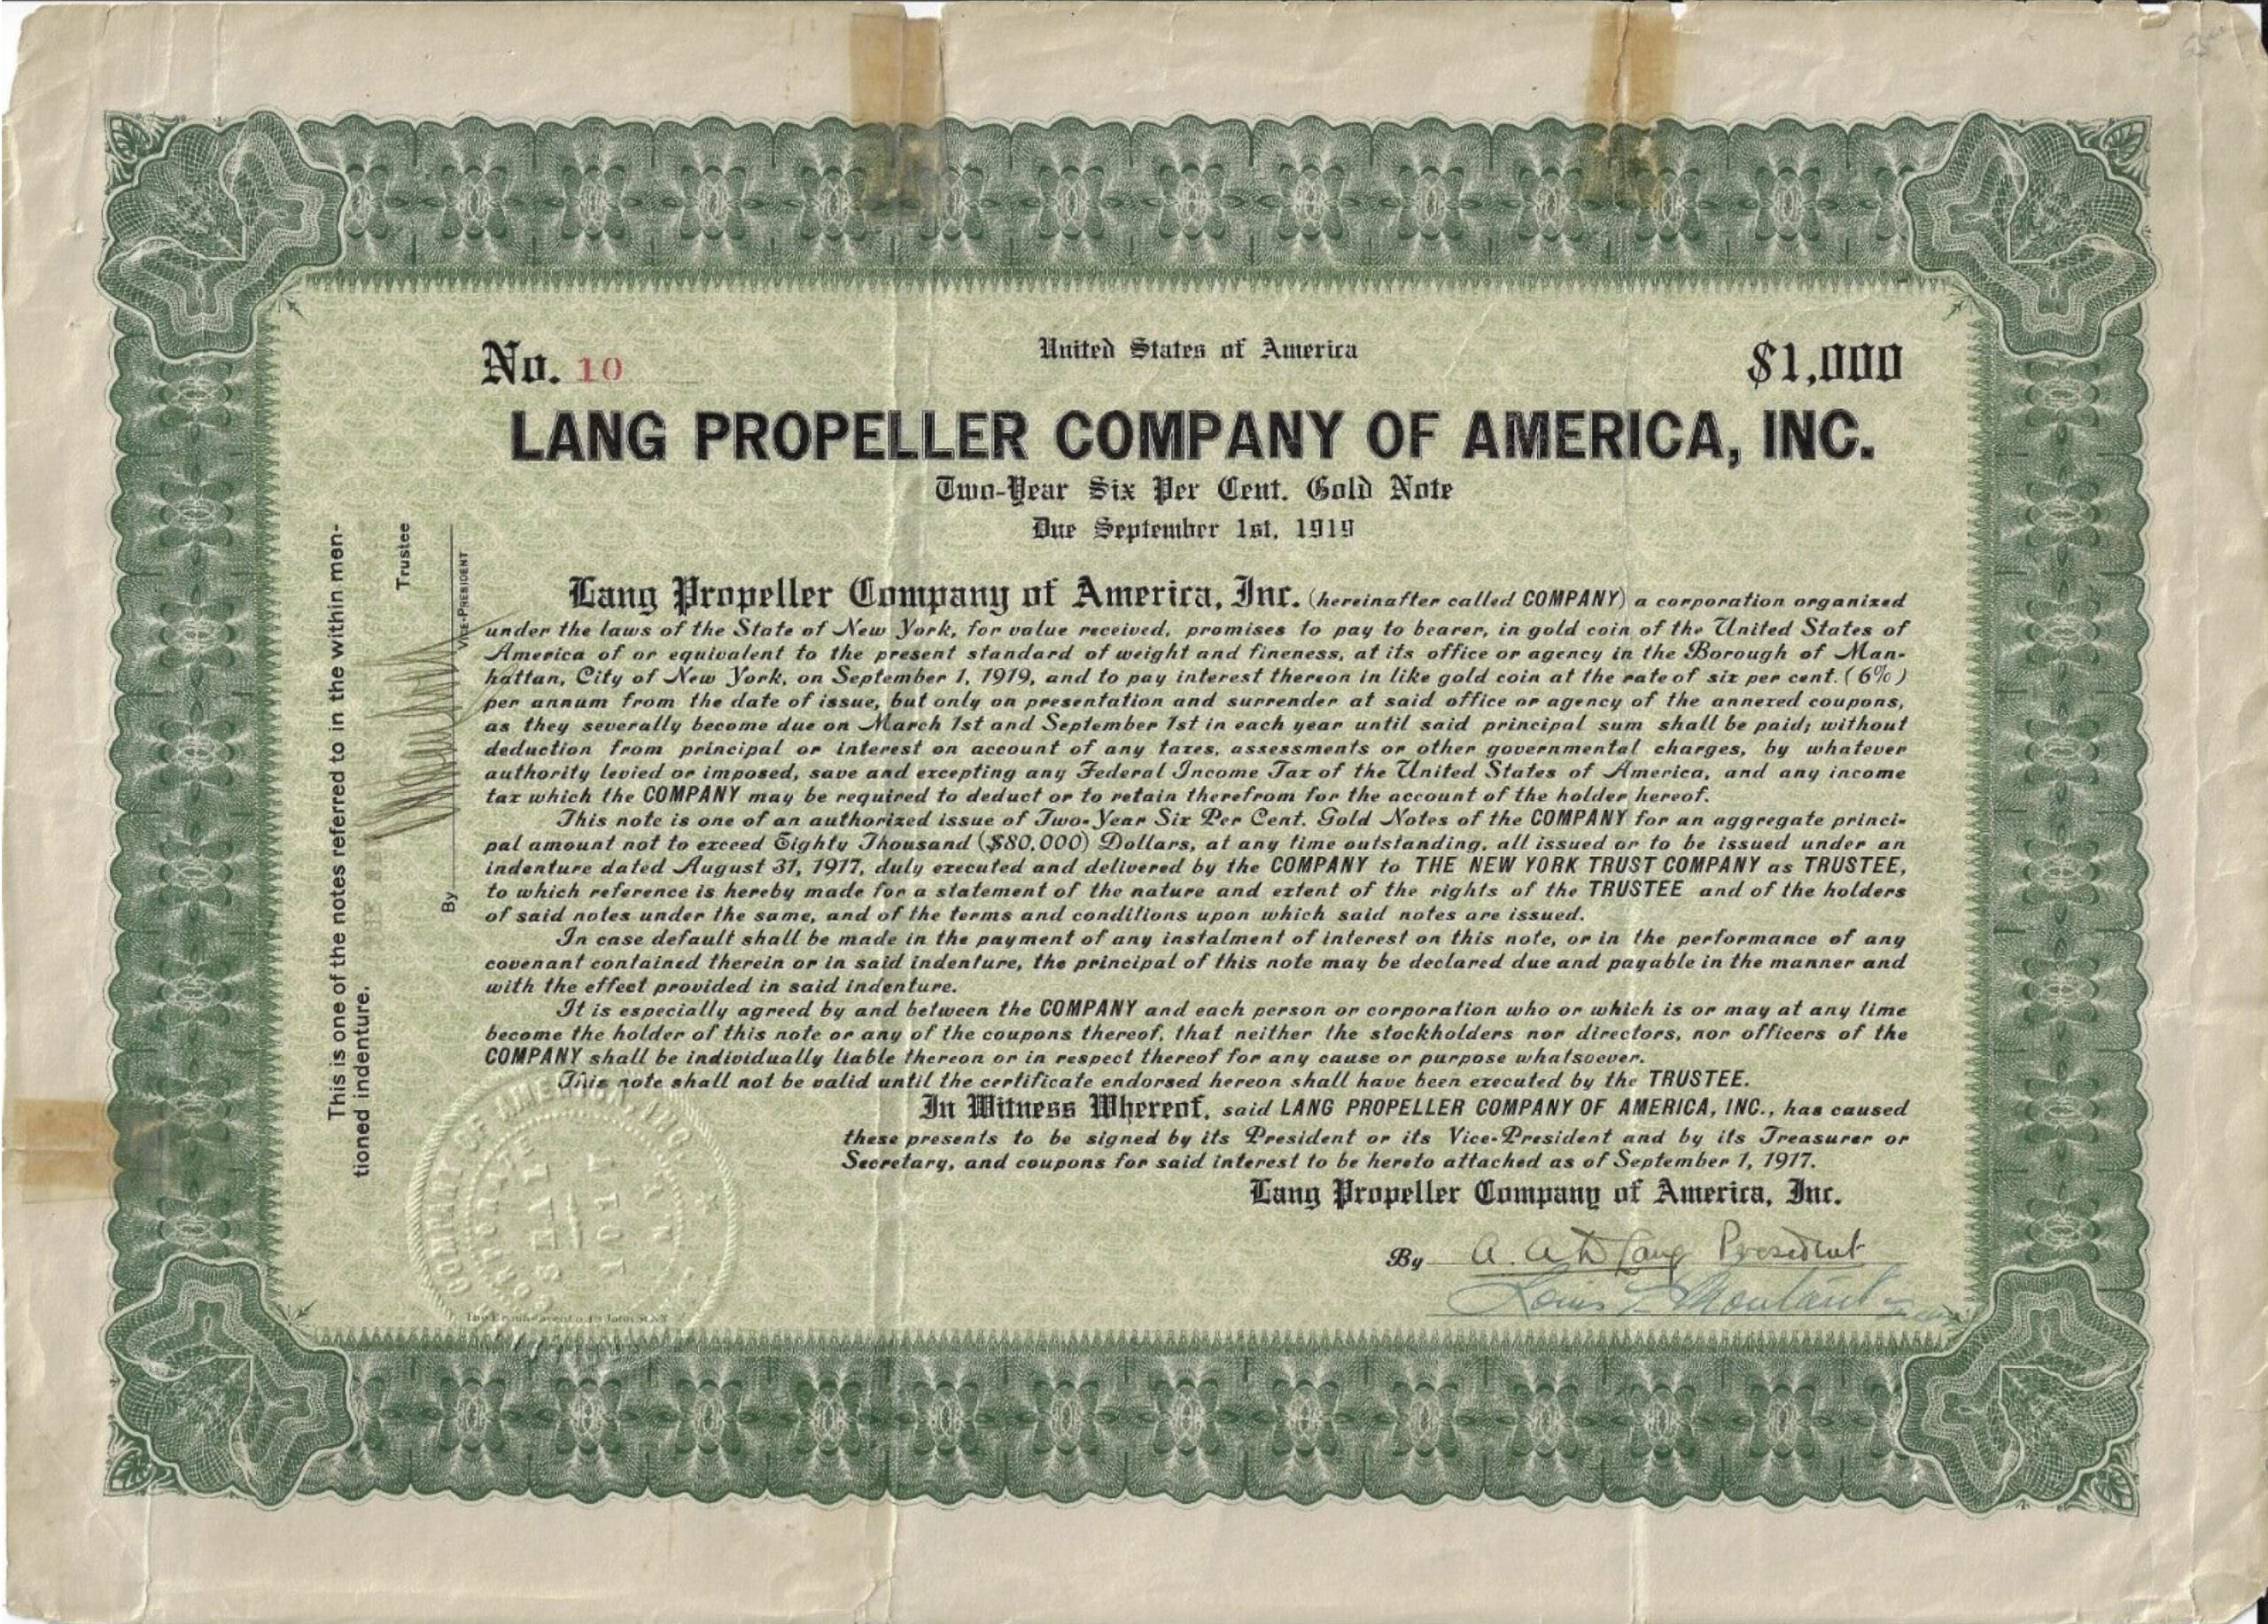 No. 10
United States of America
$1,000
LANG PROPELLER COMPANY OF AMERICA, INC.
Two-Year Six Per Cent. Gold Note
Due September 1st, 1919
Lang Propeller Company of America, Inc. (hereinafter called COMPANY) a corporation organized
under the laws of the State of New York, for value received, promises to pay to bearer, in gold coin of the United States of
America of or equivalent to the present standard of weight and fineness, at its office or agency in the Borough of Man-
hattan, City of New York, on September 1, 1919, and to pay interest thereon in like gold coin at the rate of six per cent. (6%)
per annum from the date of issue, but only on presentation and surrender at said office or agency of the annexed coupons,
as they severally become due on March 1st and September 1st in each year until said principal sum shall be paid; without
deduction from principal or interest on account of any taxes, assessments or other governmental charges, by whatever
authority levied or imposed, save and excepting any Federal Income Tax of the United States of America, and any income
tax which the COMPANY may be required to deduct or to retain therefrom for the account of the holder hereof.
This note is one of an authorized issue of Two-Year Six Per Cent. Gold Notes of the COMPANY for an aggregate princi-
pal amount not to exceed Eighty Thousand ($80,000) Dollars, at any time outstanding, all issued or to be issued under an
indenture dated August 31, 1917, duly executed and delivered by the COMPANY to THE NEW YORK TRUST COMPANY as TRUSTEE,
to which reference is hereby made for a statement of the nature and extent of the rights of the TRUSTEE and of the holders
of said notes under the same, and of the terms and conditions upon which said notes are issued.
In case default shall be made in the payment of any instalment of interest on this note, or in the performance of any
covenant contained therein or in said indenture, the principal of this note may be declared due and payable in the manner and
with the effect provided in said indenture.
It is especially agreed by and between the COMPANY and each person or corporation who or which is or may at any time
become the holder of this note or any of the coupons thereof, that neither the stockholders nor directors, nor officers of the
COMPANY shall be individually liable thereon or in respect thereof for any cause or purpose whatsoever.
This note shall not be valid until the certificate endorsed hereon shall have been executed by the TRUSTEE.
In Witness Whereof, said LANG PROPELLER COMPANY OF AMERICA, INC., has caused
these presents to be signed by its President or its Vice-President and by its Treasurer or
Secretary, and coupons for said interest to be hereto attached as of September 1, 1917.
Lang Propeller Company of America, Inc.
By A. A. D. Lang President
Louis T. Montant
This is one of the notes referred to in the within men-
tioned indenture.
Trustee
By
VICE-PRESIDENT
COMPANY OF AMERICA, INC.
CORPORATE
SEAL
NEW YORK